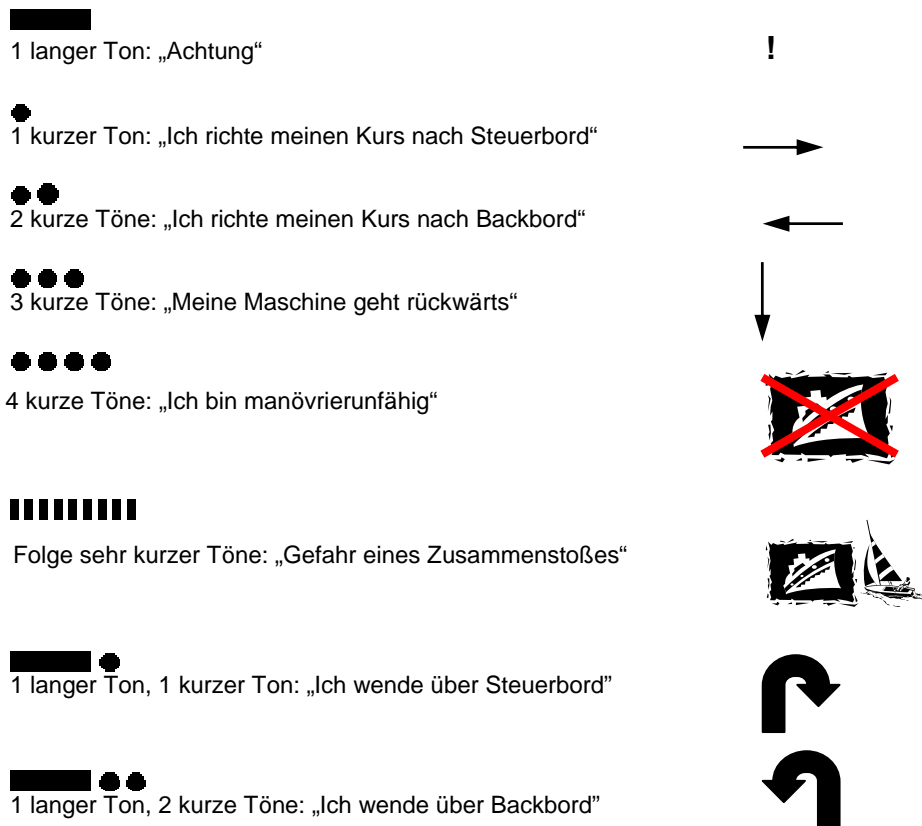 1 langer Ton: „Achtung“
!
1 kurzer Ton: „Ich richte meinen Kurs nach Steuerbord“
2 kurze Töne: „Ich richte meinen Kurs nach Backbord“
3 kurze Töne: „Meine Maschine geht rückwärts“
4 kurze Töne: „Ich bin manövrierunfähig“
Folge sehr kurzer Töne: „Gefahr eines Zusammenstoßes“
1 langer Ton, 1 kurzer Ton: „Ich wende über Steuerbord”
1 langer Ton, 2 kurze Töne: „Ich wende über Backbord”